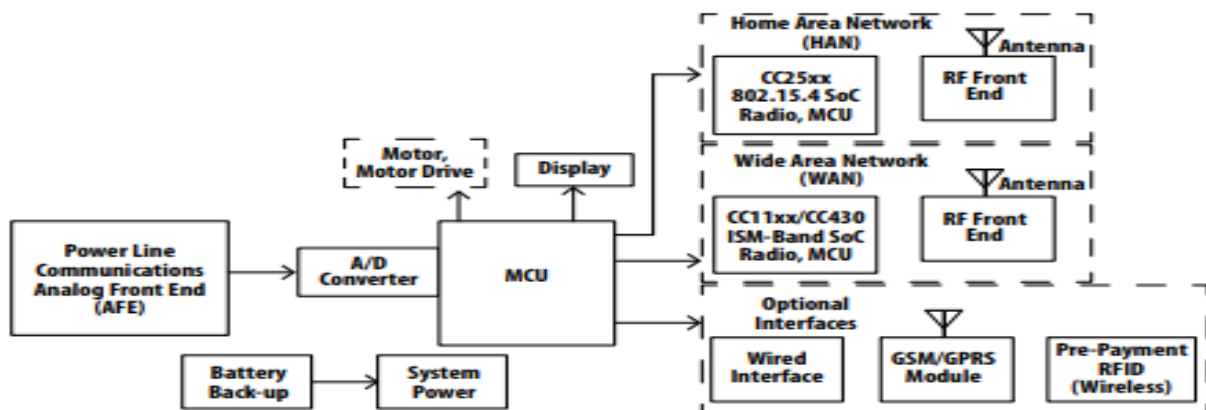 Home Area Network
(HAN)
Antenna
CC25xx
802.15.4 SoC
Radio, MCU
RF Front
End
Motor,
Motor Drive
Display
Wide Area Network
(WAN)
Antenna
CC11xx/CC430
ISM-Band SoC
Radio, MCU
RF Front
End
Power Line
Communications
Analog Front End
(AFE)
A/D
Converter
MCU
Optional
Interfaces
Wired
Interface
GSM/GPRS
Module
Pre-Payment
RFID
(Wireless)
Battery
Back-up
System
Power